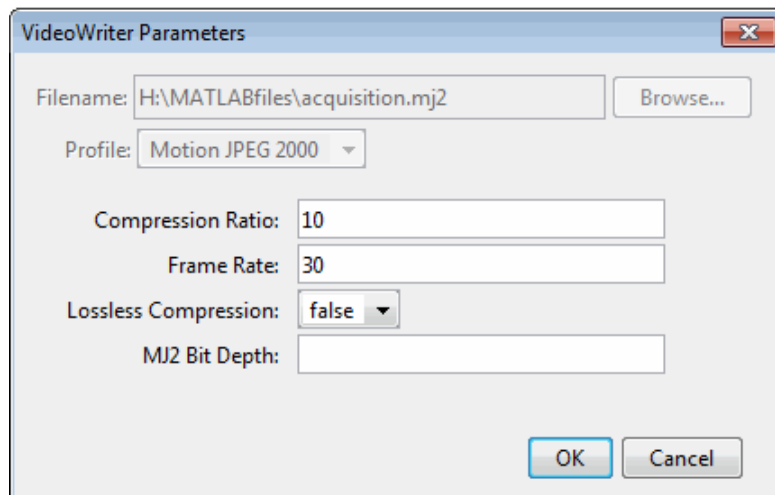 VideoWriter Parameters
Filename: H:\MATLABfiles\acquisition.mj2 Browse...
Profile: Motion JPEG 2000
Compression Ratio: 10
Frame Rate: 30
Lossless Compression: false
MJ2 Bit Depth:
OK Cancel